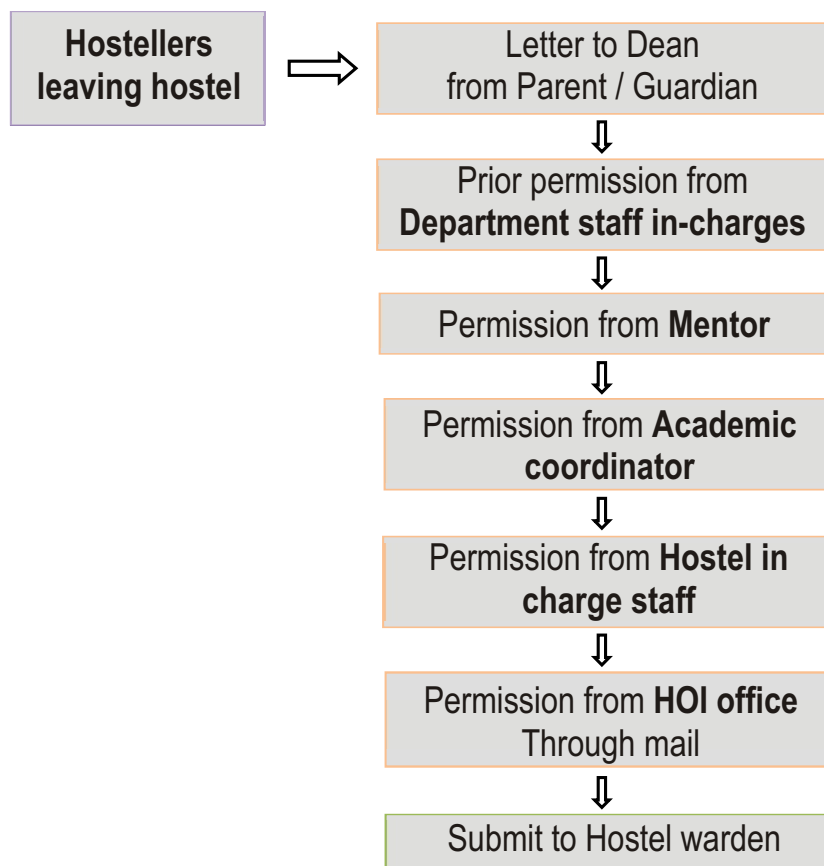 Hostellers
leaving hostel
Letter to Dean
from Parent / Guardian
Prior permission from
Department staff in-charges
Permission from Mentor
Permission from Academic
coordinator
Permission from Hostel in
charge staff
Permission from HOI office
Through mail
Submit to Hostel warden